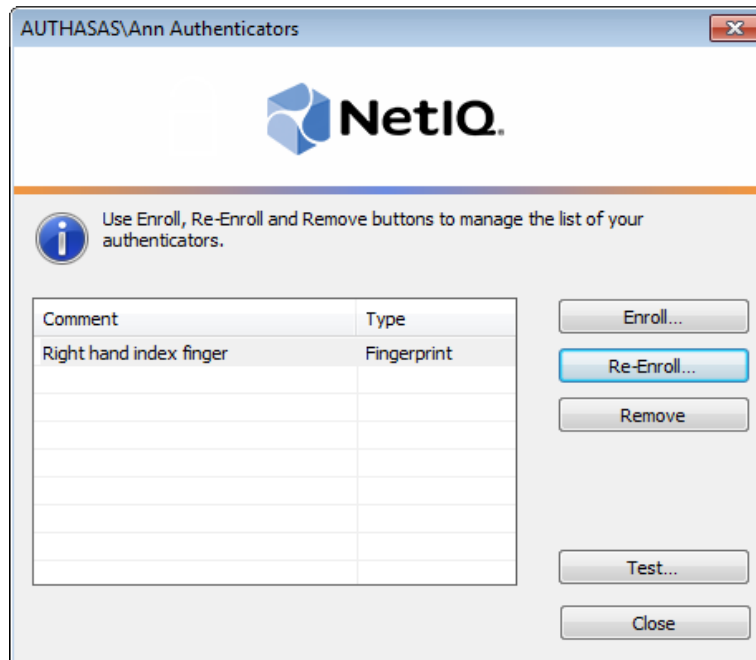 AUTHASAS\Ann Authenticators
NetIQ.
Use Enroll, Re-Enroll and Remove buttons to manage the list of your
authenticators.
Comment Type
Right hand index finger Fingerprint
Enroll...
Re-Enroll...
Remove
Test...
Close